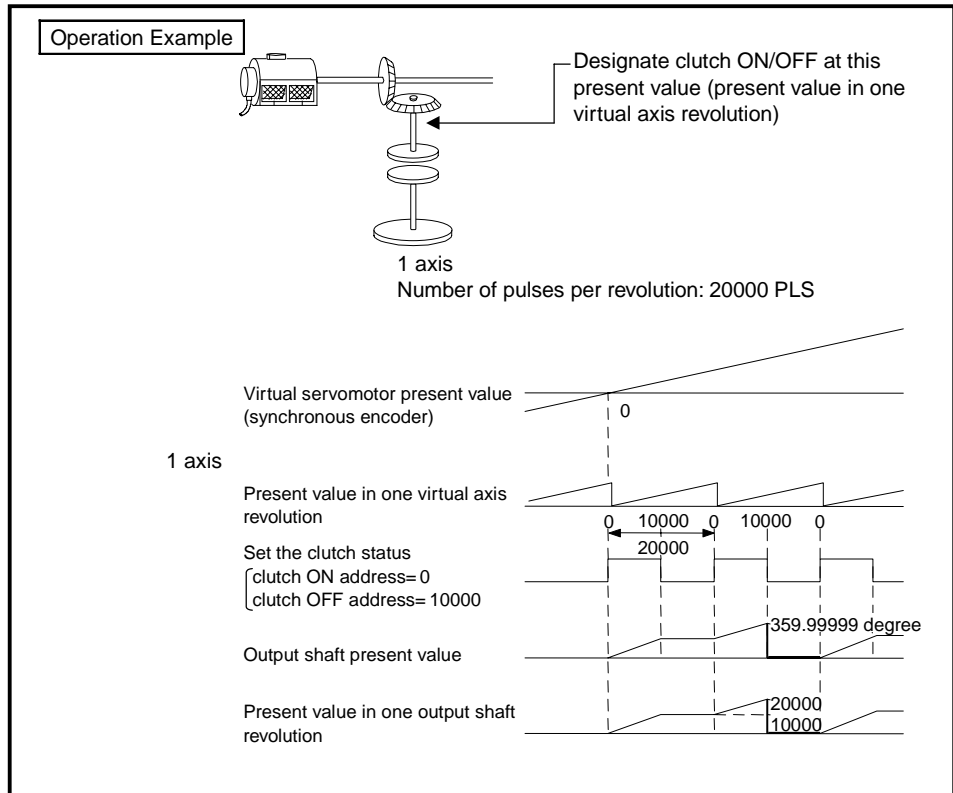 Operation Example
Designate clutch ON/OFF at this
present value (present value in one
virtual axis revolution)
1 axis
Number of pulses per revolution: 20000 PLS
Virtual servomotor present value
(synchronous encoder)
0
1 axis
Present value in one virtual axis
revolution
0 10000 0 10000 0
20000
Set the clutch status
clutch ON address= 0
clutch OFF address= 10000
359.99999 degree
Output shaft present value
Present value in one output shaft
revolution
20000
10000